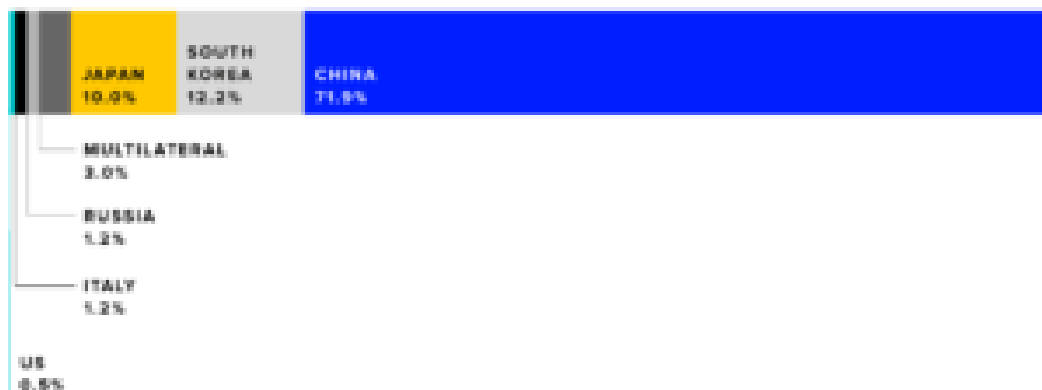 JAPAN
10.0%
SOUTH
KOREA
12.2%
CHINA
71.9%
MULTILATERAL
3.0%
RUSSIA
1.2%
ITALY
1.2%
US
0.5%